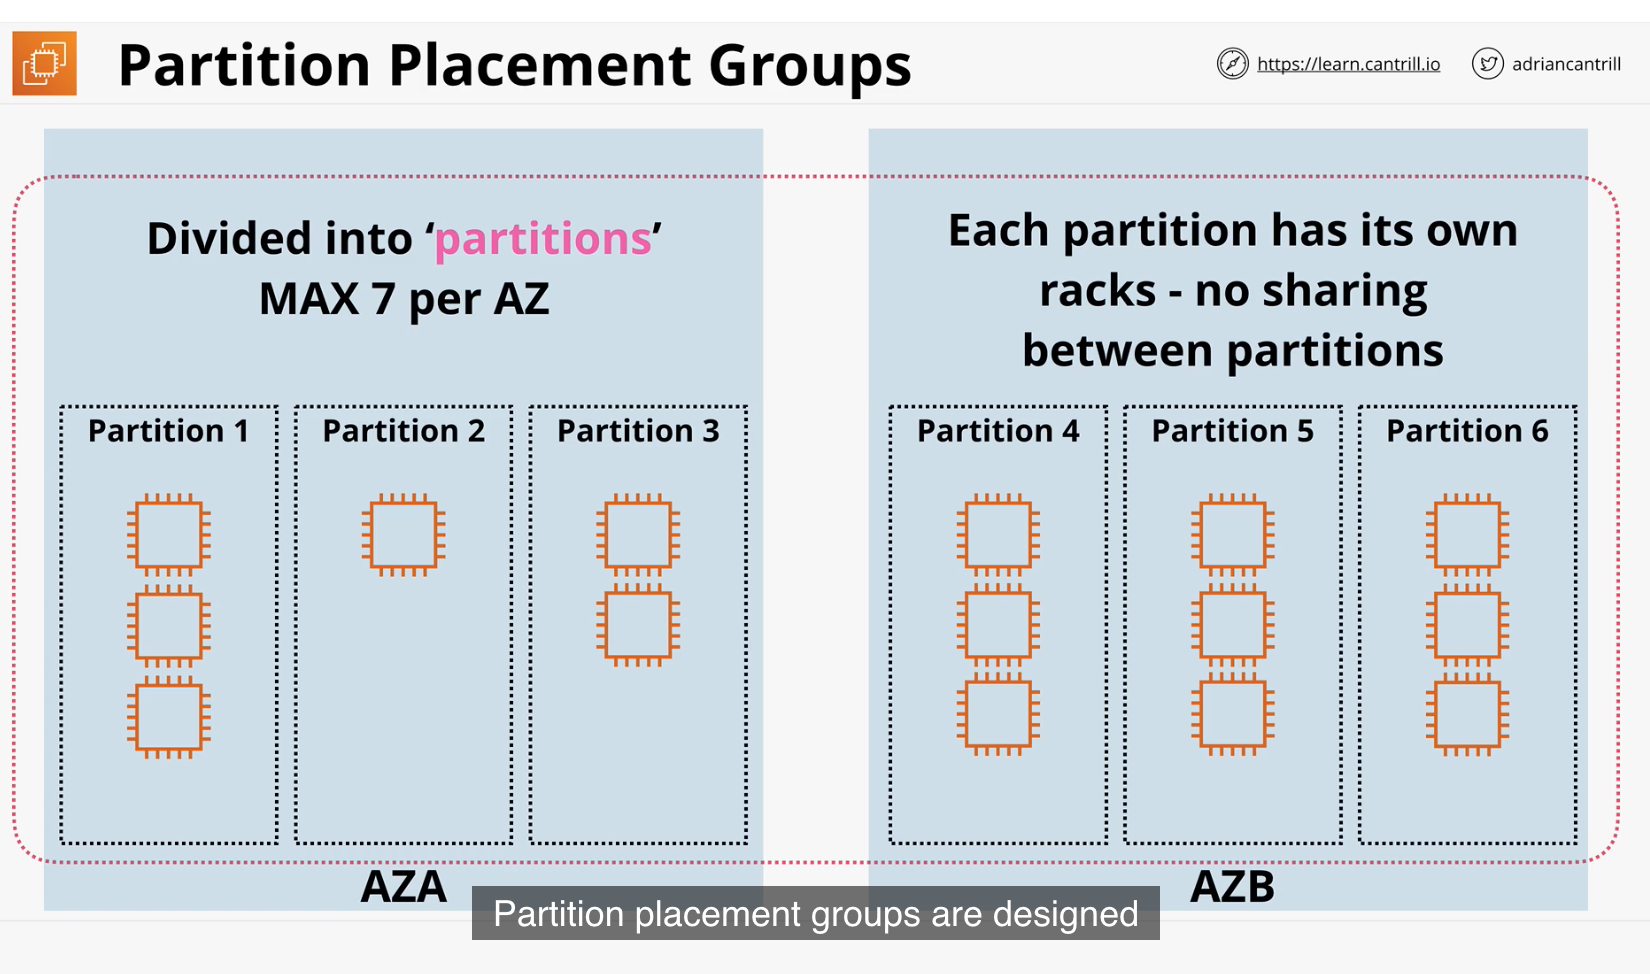 Partition Placement Groups
https://learn.cantrill.io
adriancantrill
Divided into ‘partitions’
MAX 7 per AZ
Each partition has its own
racks - no sharing
between partitions
Partition 1
Partition 2
Partition 3
Partition 4
Partition 5
Partition 6
AZA
AZB
Partition placement groups are designed